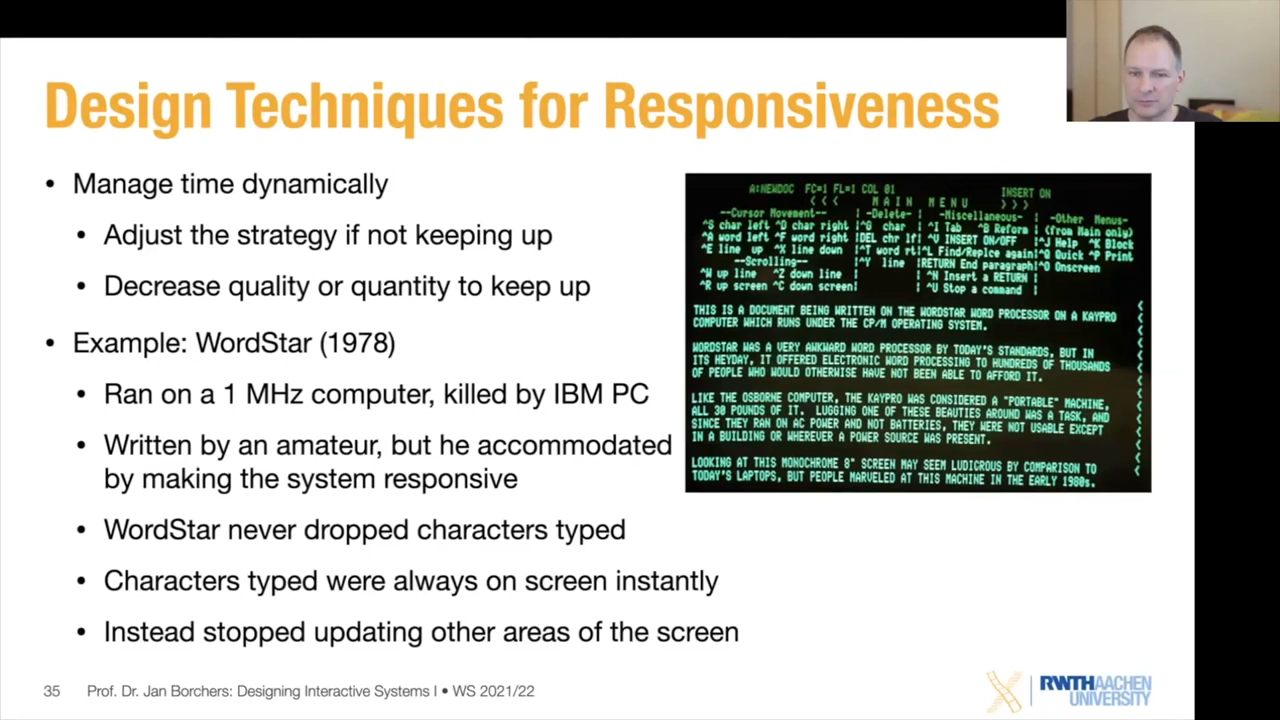 Design Techniques for Responsiveness
• Manage time dynamically
• Adjust the strategy if not keeping up
• Decrease quality or quantity to keep up
• Example: WordStar (1978)
• Ran on a 1 MHz computer, killed by IBM PC
• Written by an amateur, but he accommodated
by making the system responsive
• WordStar never dropped characters typed
• Characters typed were always on screen instantly
• Instead stopped updating other areas of the screen
A:NEWDOC FC=1 FL=1 COL 01 INSERT ON
< < < M A I N M E N U > > >
--Cursor Movement-- | -Delete- | -Miscellaneous- | -Other Menus-
^S char left ^D char right |^G char | ^I Tab ^B Reform | (from Main only)
^A word left ^F word right |DEL chr lf| ^V INSERT ON/OFF |^J Help ^K Block
^E line up ^X line down |^T word rt|^L Find/Replce again|^Q Quick ^P Print
--Scrolling-- |^Y line |RETURN End paragraph|^O Onscreen
^W up line ^Z down line | | ^N Insert a RETURN |
^R up screen ^C down screen| | ^U Stop a command |
THIS IS A DOCUMENT BEING WRITTEN ON THE WORDSTAR WORD PROCESSOR ON A KAYPRO
COMPUTER WHICH RUNS UNDER THE CP/M OPERATING SYSTEM.
WORDSTAR WAS A VERY AWKWARD WORD PROCESSOR BY TODAY'S STANDARDS, BUT IN
ITS HEYDAY, IT OFFERED ELECTRONIC WORD PROCESSING TO HUNDREDS OF THOUSANDS
OF PEOPLE WHO WOULD OTHERWISE HAVE NOT BEEN ABLE TO AFFORD IT.
LIKE THE OSBORNE COMPUTER, THE KAYPRO WAS CONSIDERED A "PORTABLE" MACHINE,
ALL 30 POUNDS OF IT. LUGGING ONE OF THESE BEAUTIES AROUND WAS A TASK, AND
SINCE THEY RAN ON AC POWER AND NOT BATTERIES, THEY WERE NOT USABLE EXCEPT
IN A BUILDING OR WHEREVER A POWER SOURCE WAS PRESENT.
LOOKING AT THIS MONOCHROME 8" SCREEN MAY SEEM LUDICROUS BY COMPARISON TO
TODAY'S LAPTOPS, BUT PEOPLE MARVELED AT THIS MACHINE IN THE EARLY 1980s.
35 Prof. Dr. Jan Borchers: Designing Interactive Systems I • WS 2021/22
RWTHAACHEN
UNIVERSITY